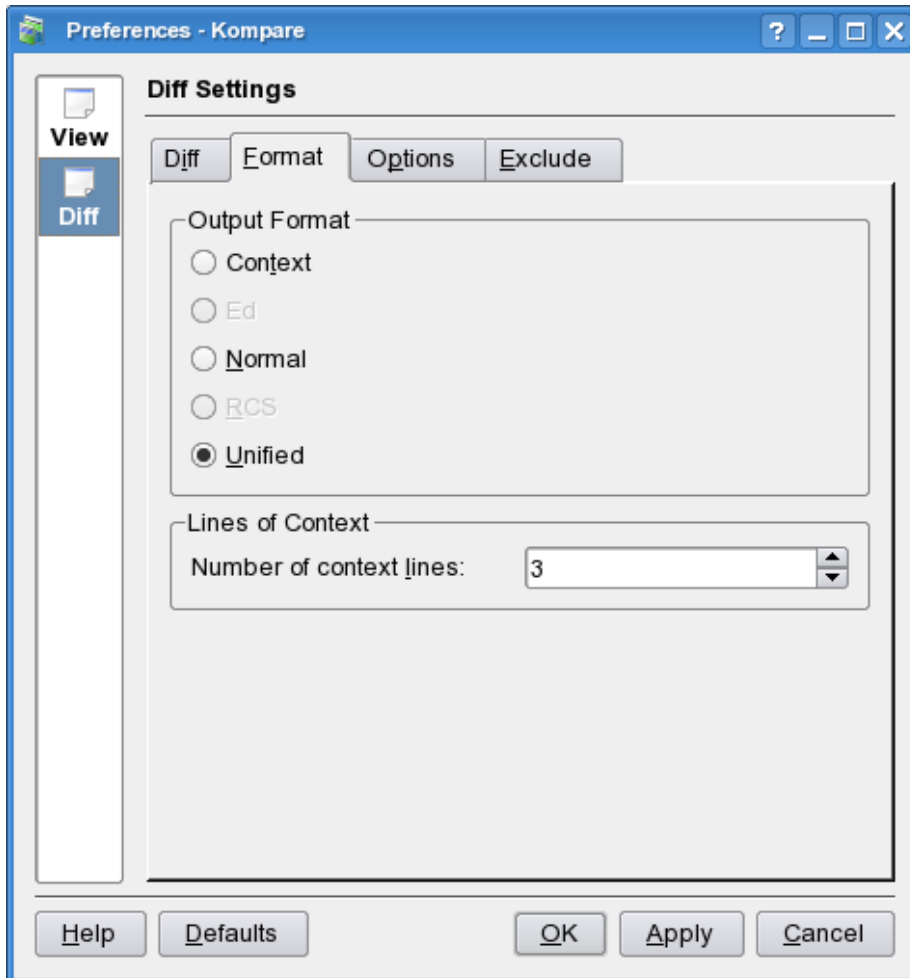 Preferences - Kompare ?
View
Diff
Diff Settings
Diff Format Options Exclude
Output Format
Context
Ed
Normal
RCS
Unified
Lines of Context
Number of context lines: 3
Help Defaults OK Apply Cancel